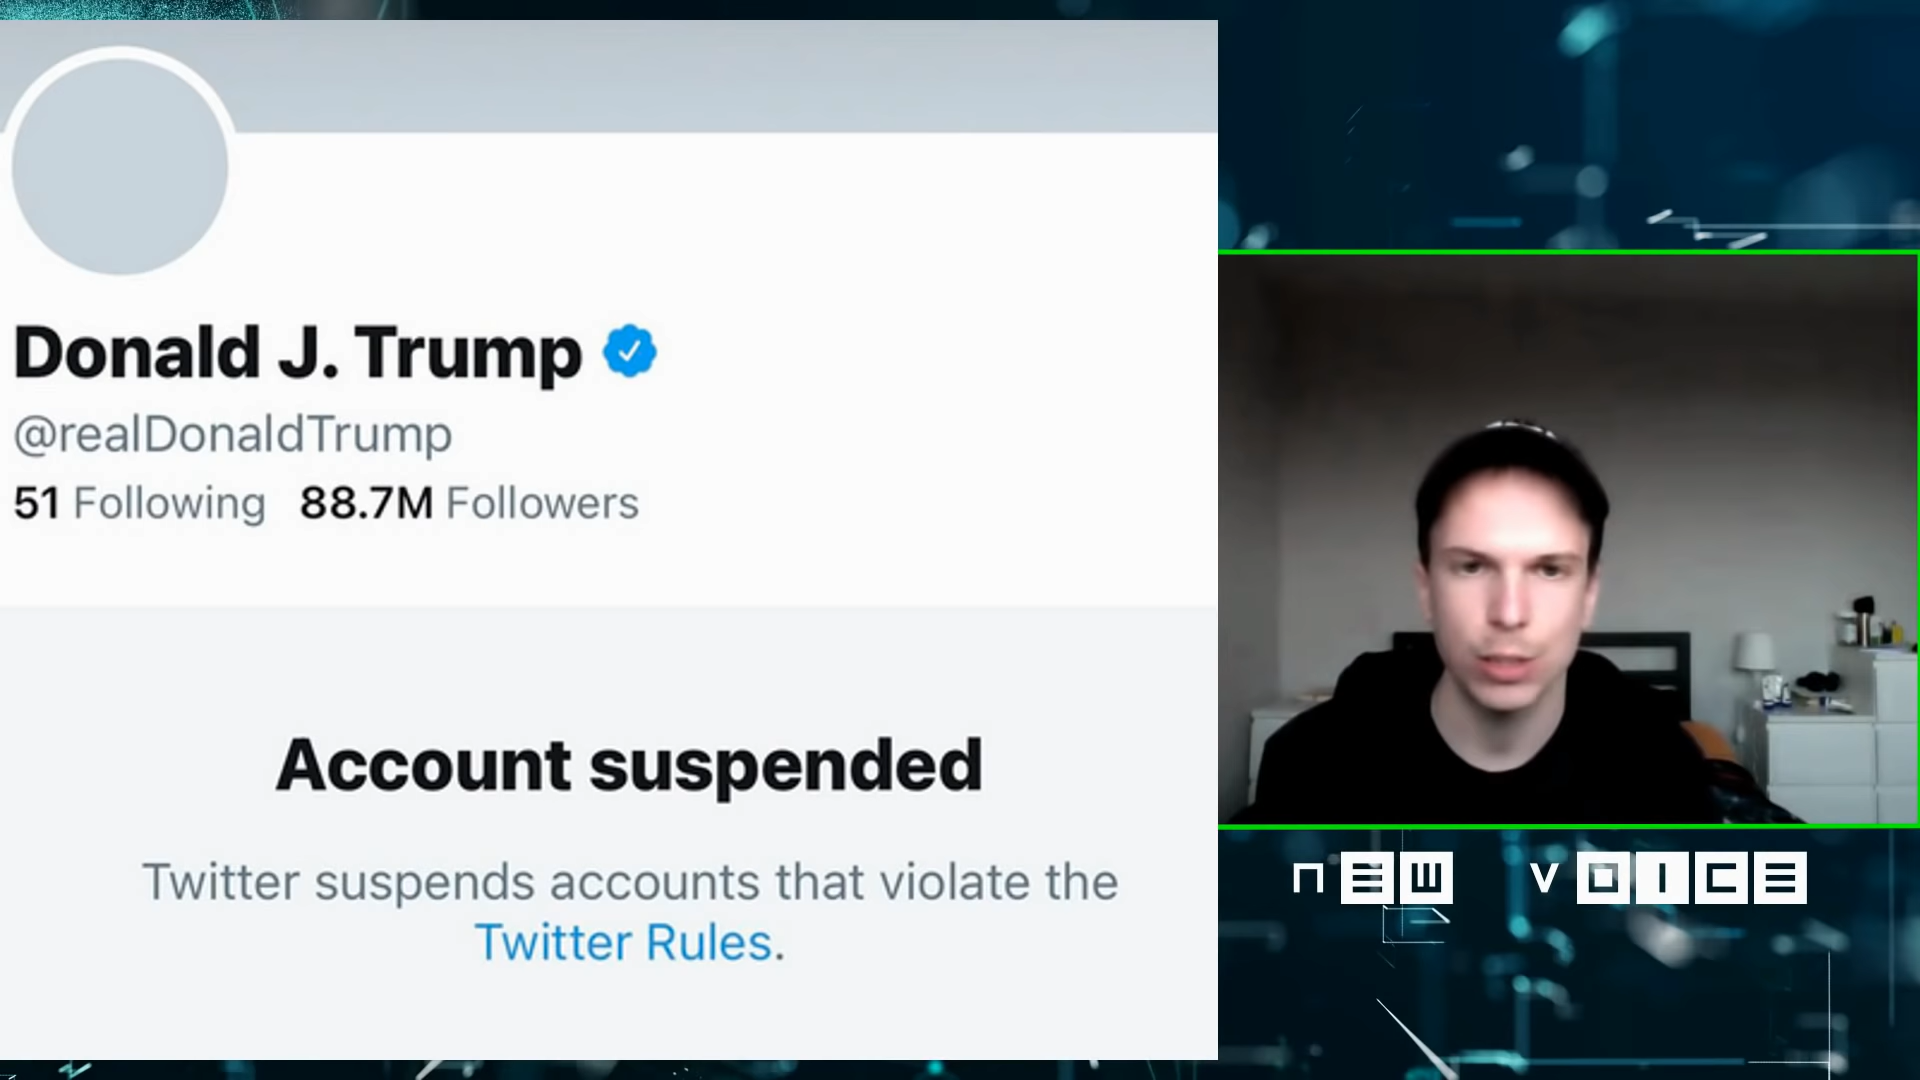 Donald J. Trump
@realDonaldTrump
51 Following 88.7M Followers
Account suspended
Twitter suspends accounts that violate the
Twitter Rules.
NEW VOICE